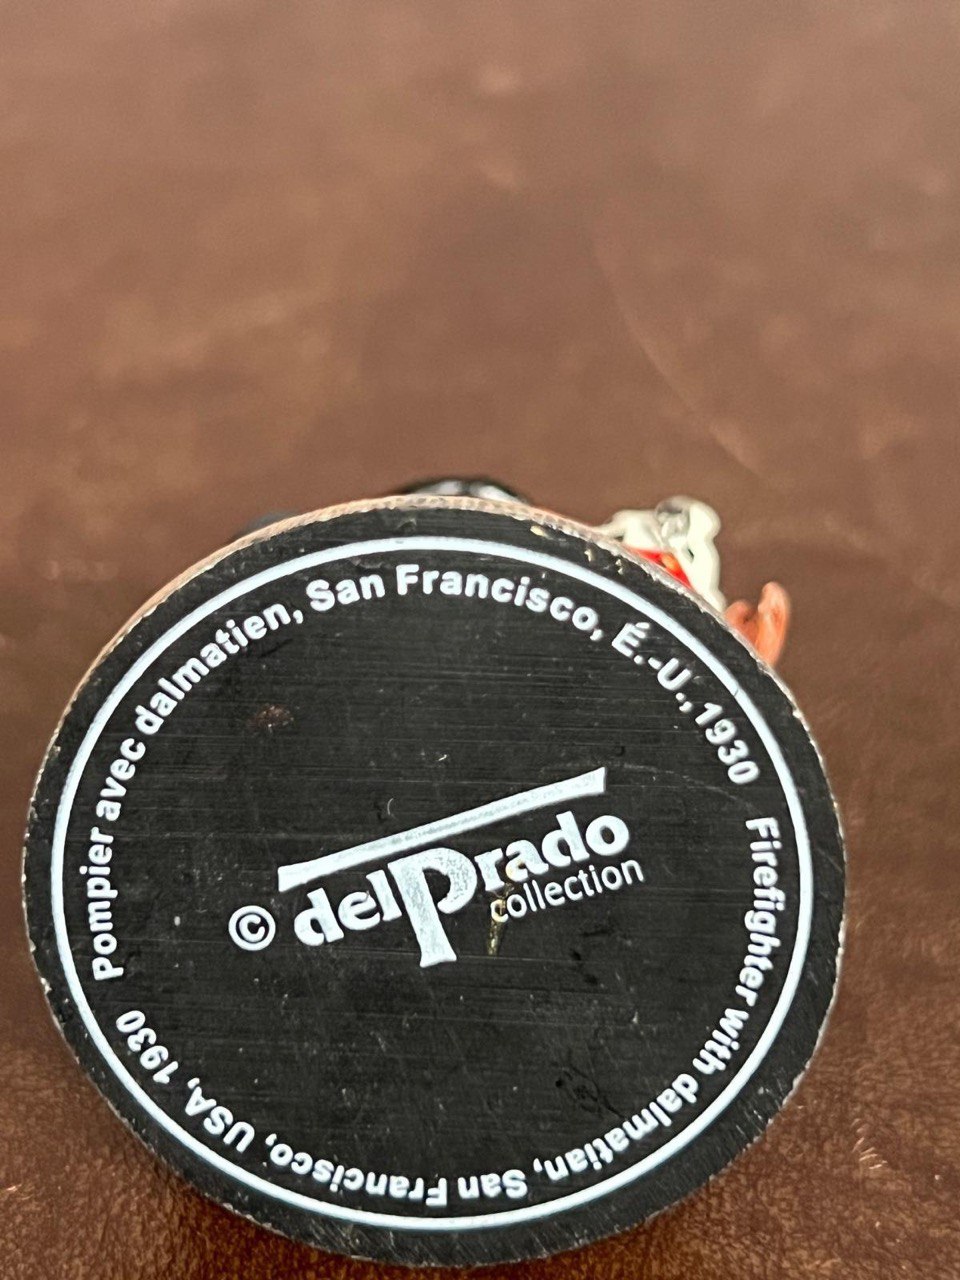 Pompier avec dalmatien, San Francisco, É.-U.,1930
Firefighter with dalmatian, San Francisco, USA, 1930
© delPrado
collection